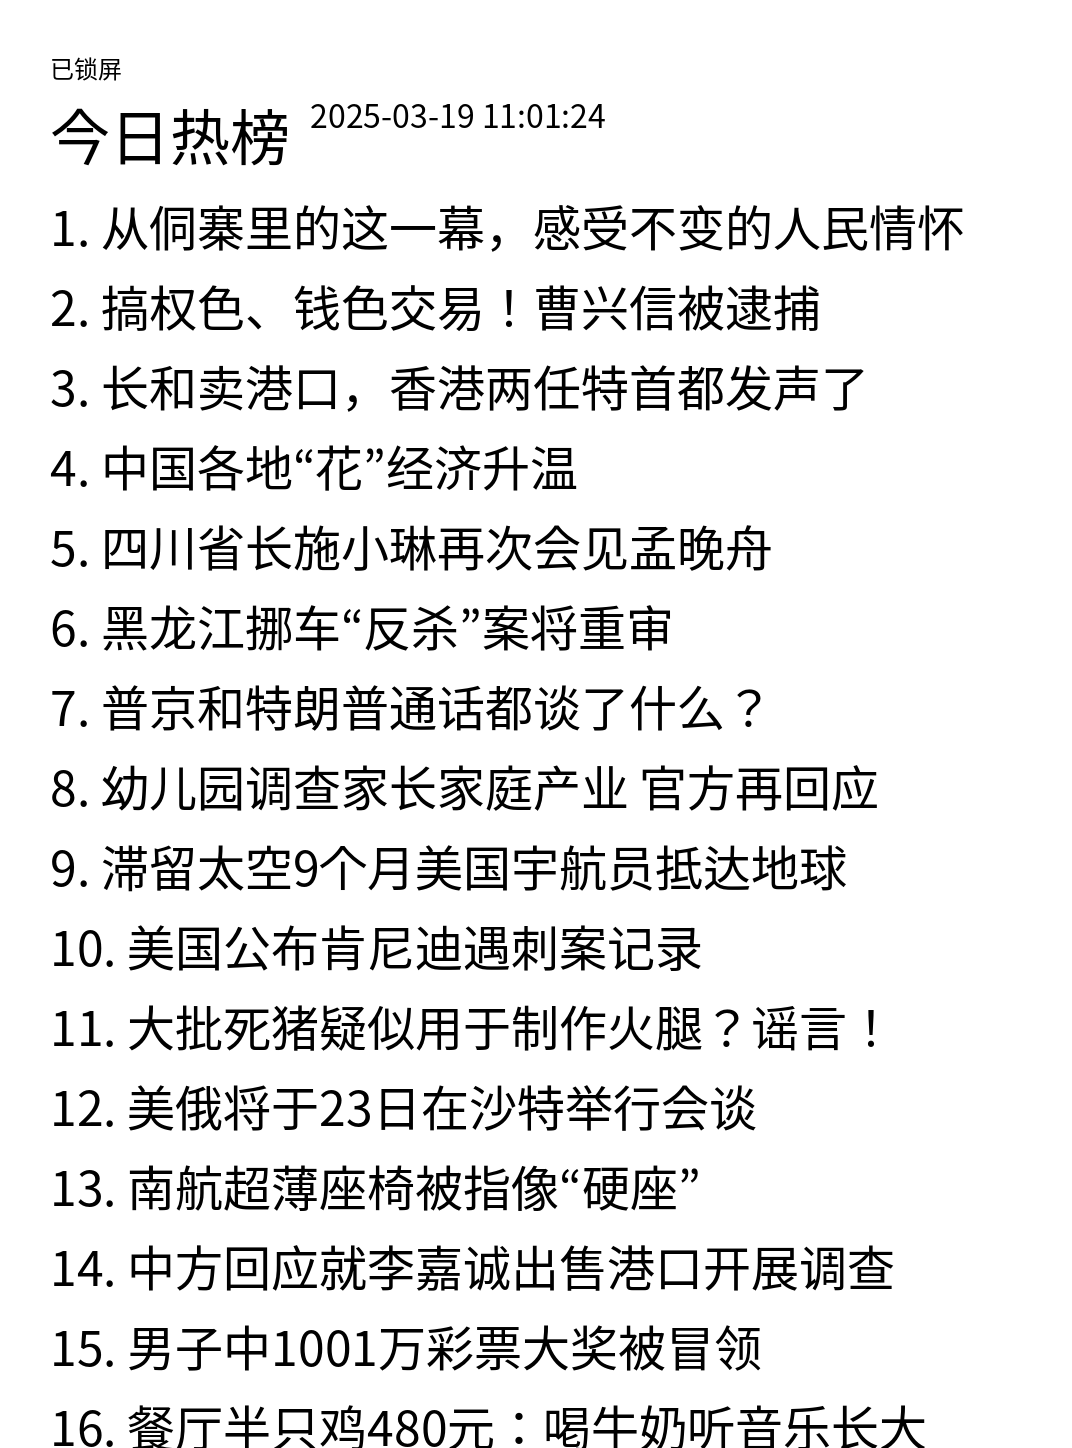 已锁屏
今日热榜 2025-03-19 11:01:24
1. 从侗寨里的这一幕，感受不变的人民情怀
2. 搞权色、钱色交易！曹兴信被逮捕
3. 长和卖港口，香港两任特首都发声了
4. 中国各地“花”经济升温
5. 四川省长施小琳再次会见孟晚舟
6. 黑龙江挪车“反杀”案将重审
7. 普京和特朗普通话都谈了什么？
8. 幼儿园调查家长家庭产业 官方再回应
9. 滞留太空9个月美国宇航员抵达地球
10. 美国公布肯尼迪遇刺案记录
11. 大批死猪疑似用于制作火腿？谣言！
12. 美俄将于23日在沙特举行会谈
13. 南航超薄座椅被指像“硬座”
14. 中方回应就李嘉诚出售港口开展调查
15. 男子中1001万彩票大奖被冒领
16. 餐厅半只鸡480元：喝牛奶听音乐长大